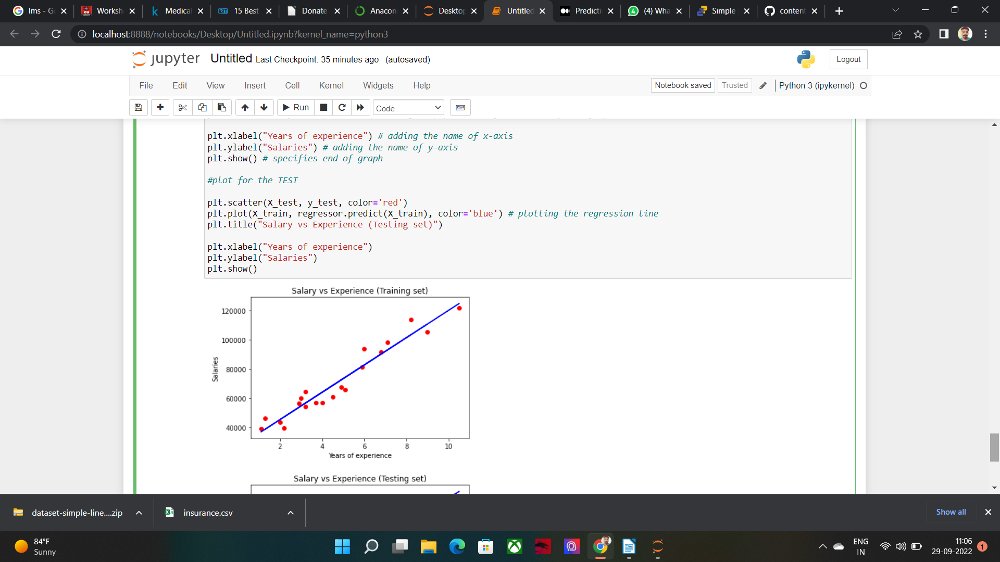 Ims - G
Worksh
Medical
15 Best
Donate
Anacon
Desktop
Untitled
Predicti
(4) Wha
Simple
content
localhost:8888/notebooks/Desktop/Untitled.ipynb?kernel_name=python3
jupyter Untitled Last Checkpoint: 35 minutes ago (autosaved)
Logout
File Edit View Insert Cell Kernel Widgets Help
Notebook saved Trusted Python 3 (ipykernel)
Run Code
plt.xlabel("Years of experience") # adding the name of x-axis
plt.ylabel("Salaries") # adding the name of y-axis
plt.show() # specifies end of graph
#plot for the TEST
plt.scatter(X_test, y_test, color='red')
plt.plot(X_train, regressor.predict(X_train), color='blue') # plotting the regression line
plt.title("Salary vs Experience (Testing set)")
plt.xlabel("Years of experience")
plt.ylabel("Salaries")
plt.show()
Salary vs Experience (Training set)
120000
100000
80000
60000
40000
Salaries
2 4 6 8 10
Years of experience
Salary vs Experience (Testing set)
dataset-simple-line....zip
insurance.csv
Show all
84°F
Sunny
ENG
IN
11:06
29-09-2022
1